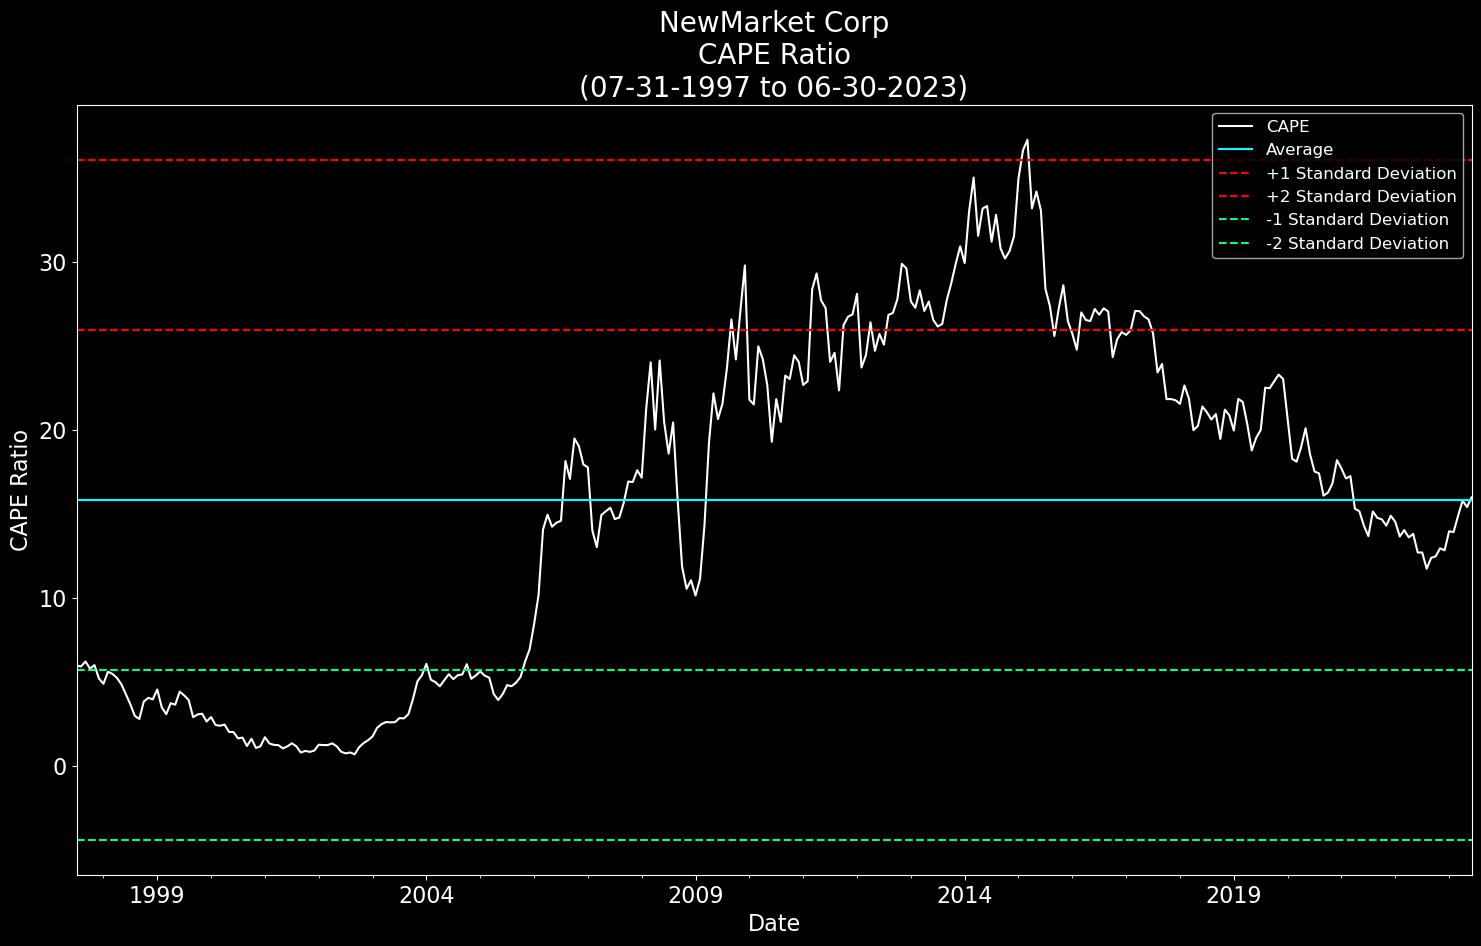 NewMarket Corp
CAPE Ratio
(07-31-1997 to 06-30-2023)
CAPE
Average
+1 Standard Deviation
+2 Standard Deviation
-1 Standard Deviation
-2 Standard Deviation
CAPE Ratio
30
20
10
0
1999
2004
2009
2014
2019
Date